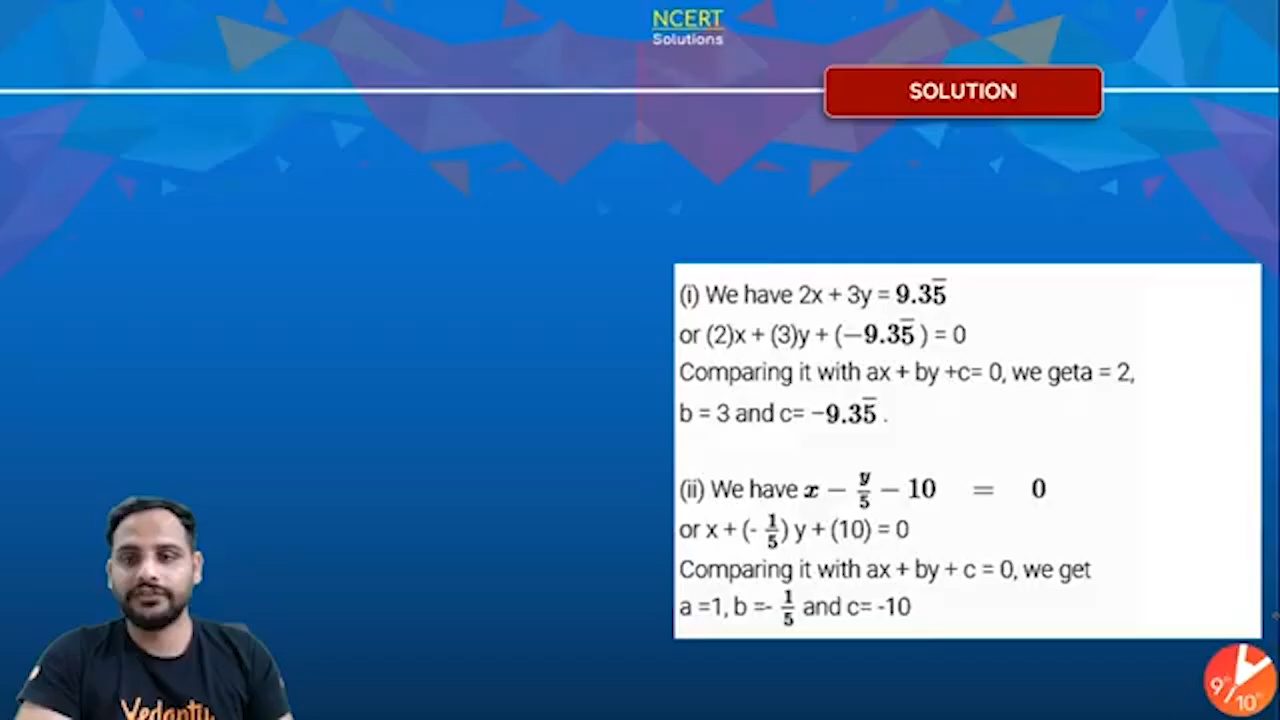 NCERT
Solutions
SOLUTION
(i) We have 2x + 3y = 9.35̅
or (2)x + (3)y + (−9.35̅ ) = 0
Comparing it with ax + by +c= 0, we geta = 2,
b = 3 and c= −9.35̅ .
(ii) We have x − y/5 − 10 = 0
or x + (- 1/5) y + (10) = 0
Comparing it with ax + by + c = 0, we get
a =1, b =- 1/5 and c= -10
Vedantu
9th/10th